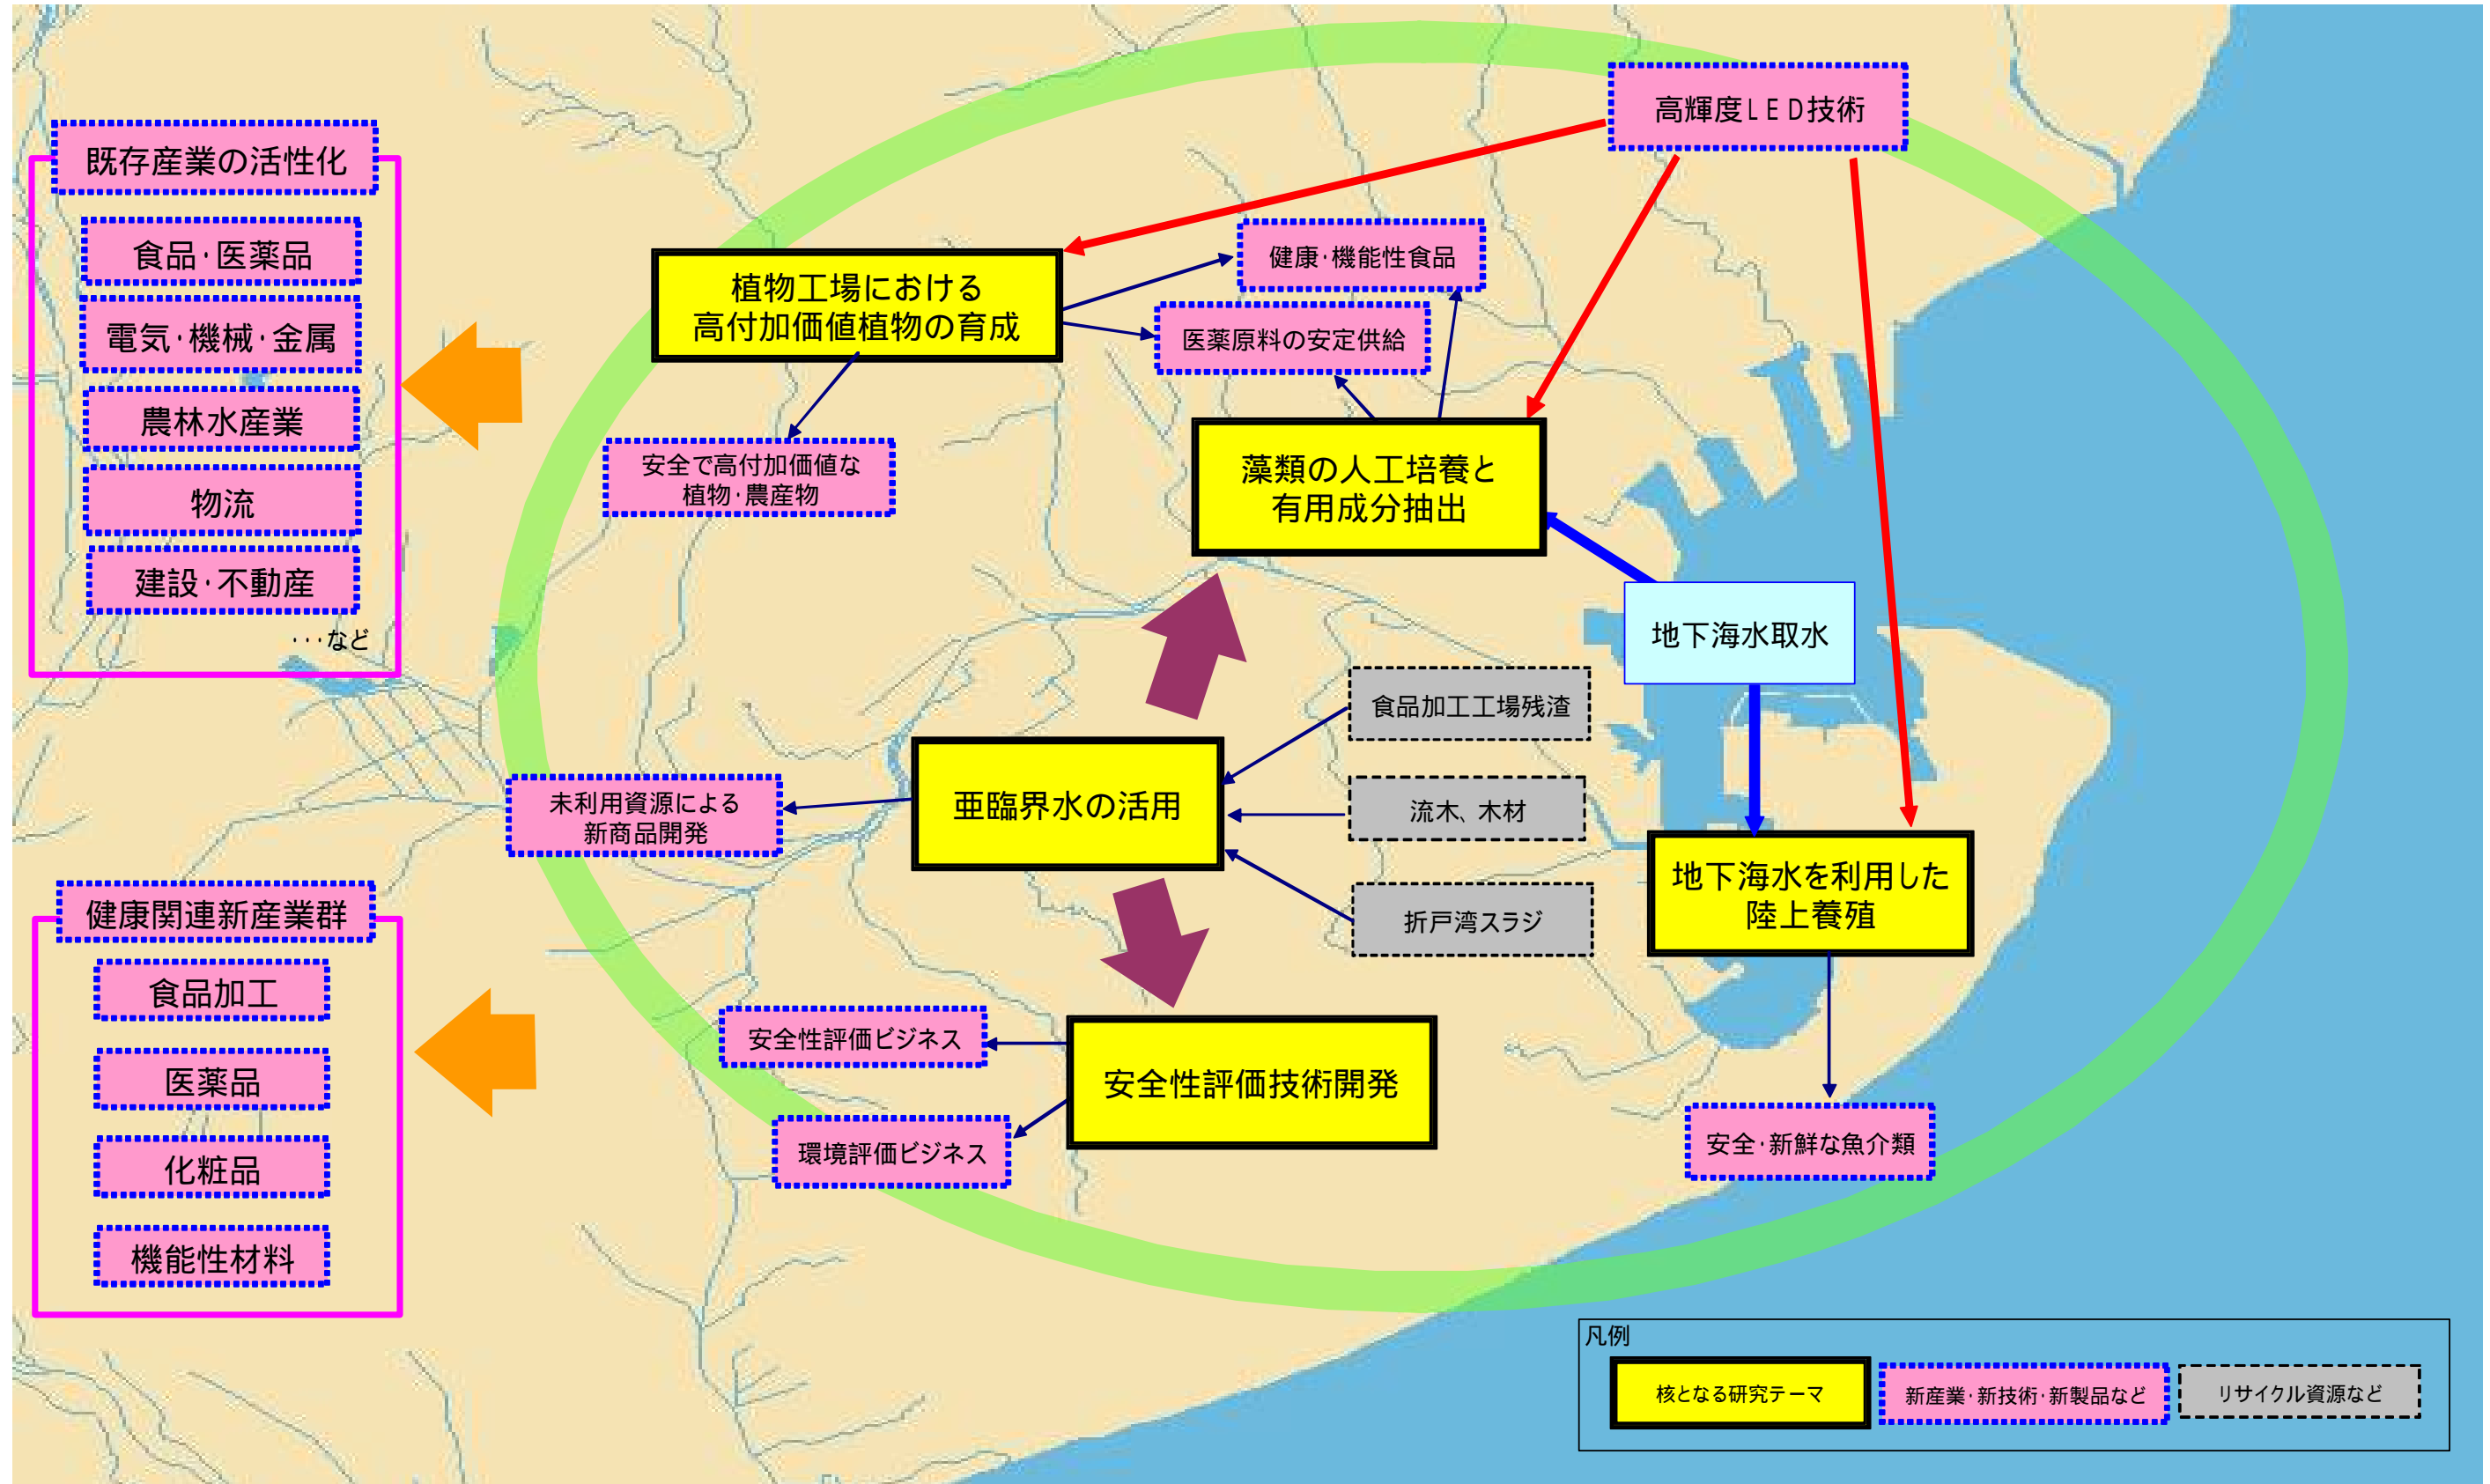 高輝度LED技術
既存産業の活性化
食品・医薬品
電気・機械・金属
農林水産業
物流
建設・不動産
・・・など
植物工場における
高付加価値植物の育成
健康・機能性食品
医薬原料の安定供給
安全で高付加価値な
植物・農産物
藻類の人工培養と
有用成分抽出
地下海水取水
食品加工工場残渣
流木、木材
折戸湾スラジ
亜臨界水の活用
未利用資源による
新商品開発
地下海水を利用した
陸上養殖
健康関連新産業群
食品加工
医薬品
化粧品
機能性材料
安全性評価ビジネス
環境評価ビジネス
安全性評価技術開発
安全・新鮮な魚介類
凡例
核となる研究テーマ
新産業・新技術・新製品など
リサイクル資源など